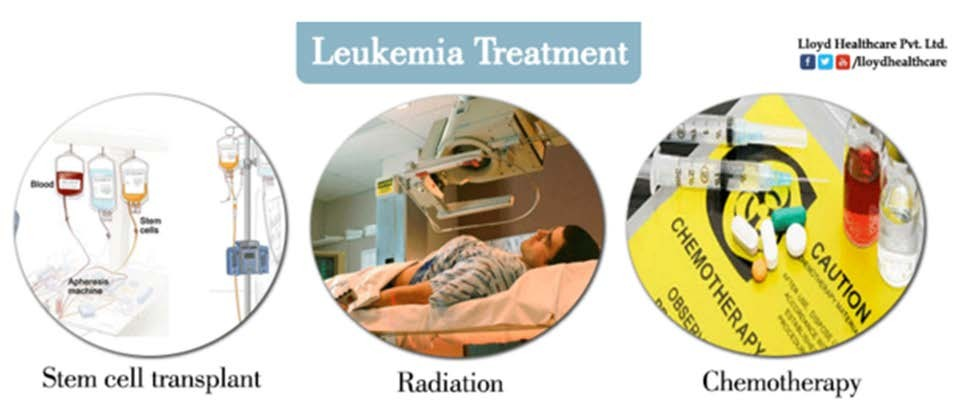 Leukemia Treatment
Lloyd Healthcare Pvt. Ltd.
/lloydhealthcare
Blood
Stem
cells
Apheresis
machine
CHEMOTHERAPY
CAUTION
Stem cell transplant
Radiation
Chemotherapy